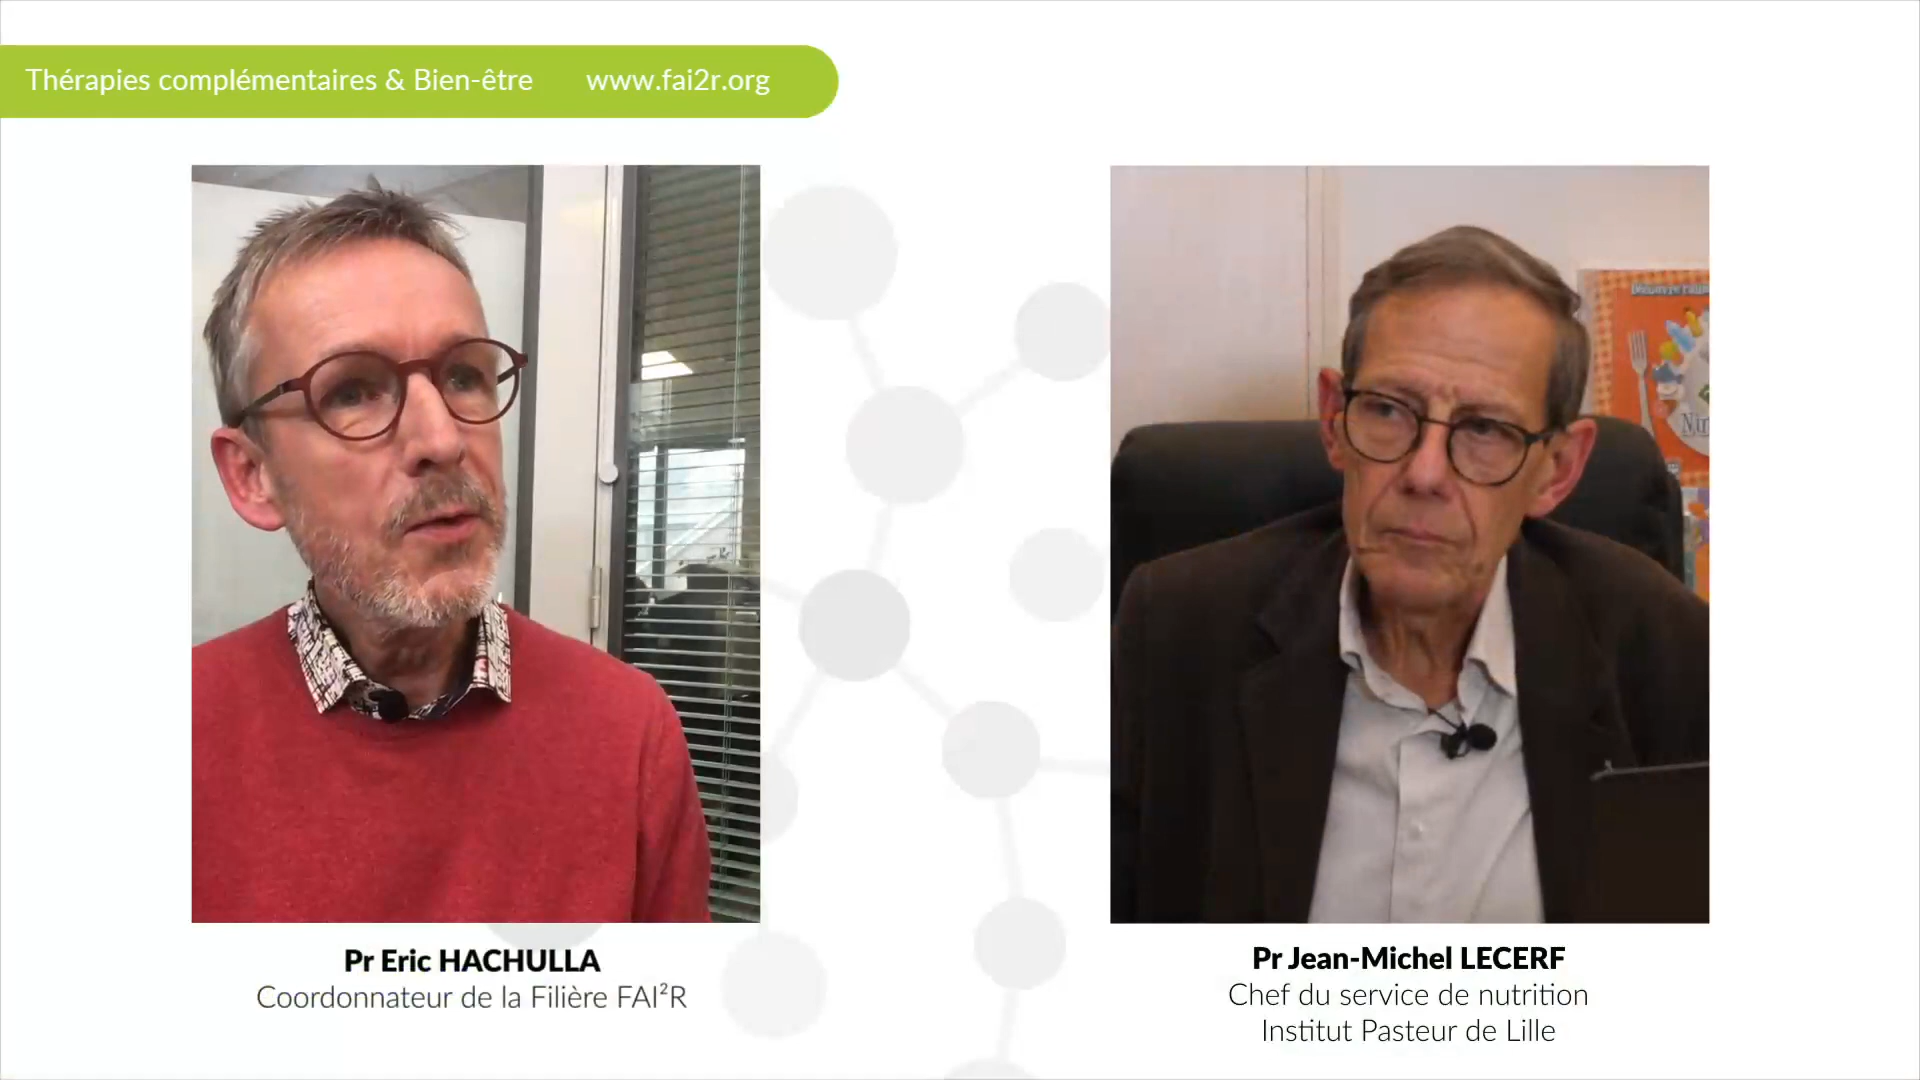 Thérapies complémentaires & Bien-être www.fai2r.org
Pr Eric HACHULLA
Coordonnateur de la Filière FAI²R
Pr Jean-Michel LECERF
Chef du service de nutrition
Institut Pasteur de Lille